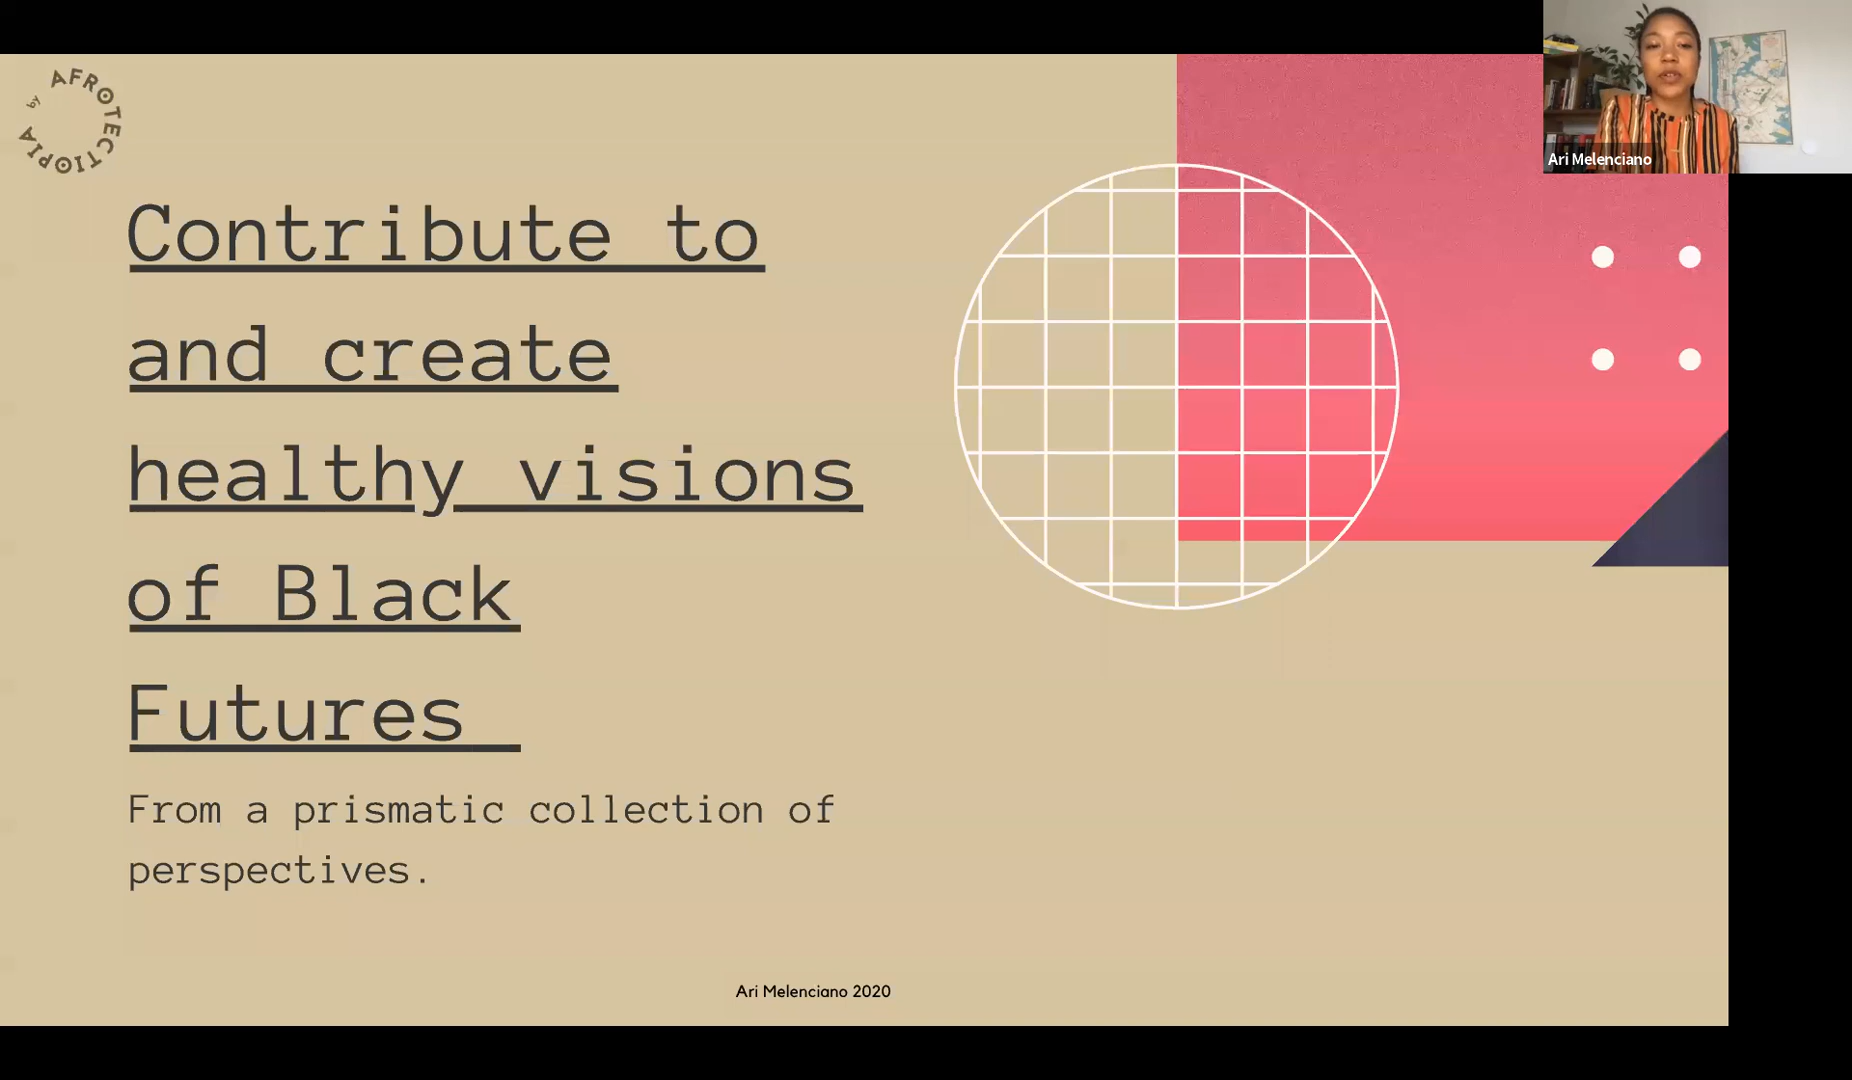 by AFROTECTIOPIA
Contribute to
and create
healthy visions
of Black
Futures
From a prismatic collection of
perspectives.
Ari Melenciano 2020
Ari Melenciano